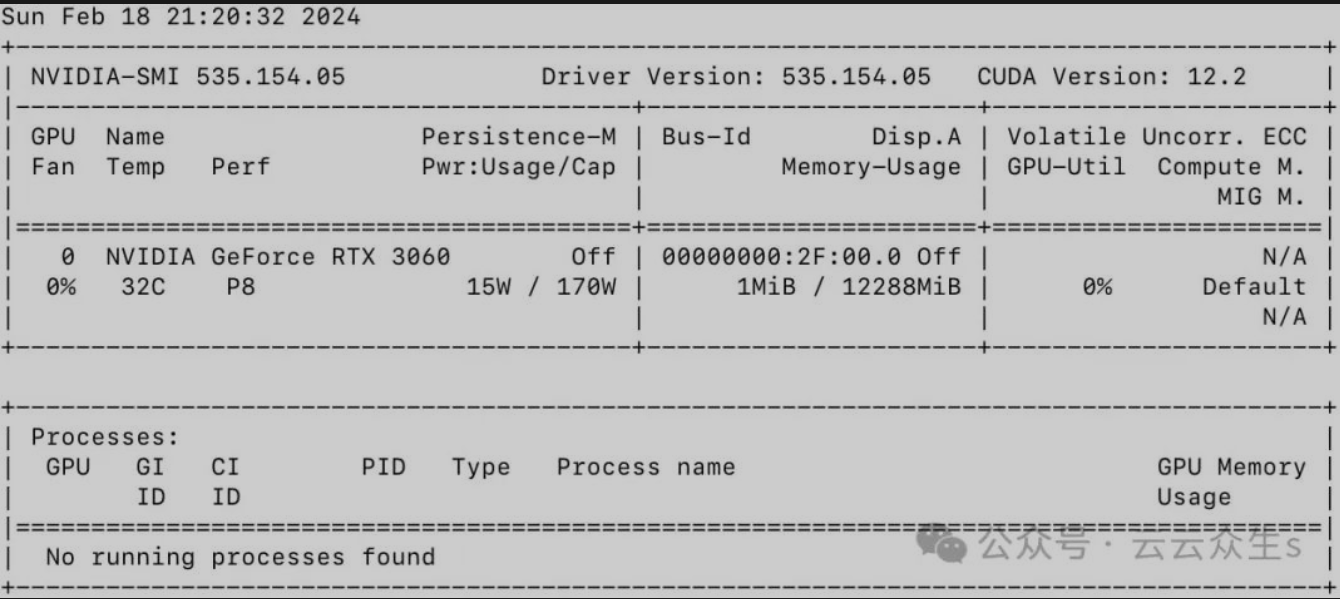 Sun Feb 18 21:20:32 2024
+---------------------------------------------------------------------------------------+
| NVIDIA-SMI 535.154.05             Driver Version: 535.154.05   CUDA Version: 12.2     |
|-----------------------------------------+----------------------+----------------------+
| GPU  Name                 Persistence-M | Bus-Id        Disp.A | Volatile Uncorr. ECC |
| Fan  Temp   Perf          Pwr:Usage/Cap |         Memory-Usage | GPU-Util  Compute M. |
|                                         |                      |               MIG M. |
|=========================================+======================+======================|
|   0  NVIDIA GeForce RTX 3060        Off | 00000000:2F:00.0 Off |                  N/A |
|  0%   32C    P8                15W / 170W |      1MiB / 12288MiB |      0%      Default |
|                                         |                      |                  N/A |
+-----------------------------------------+----------------------+----------------------+

+---------------------------------------------------------------------------------------+
| Processes:                                                                            |
|  GPU   GI   CI        PID   Type   Process name                            GPU Memory |
|        ID   ID                                                             Usage      |
|=======================================================================================|
|  No running processes found                                                           |
+---------------------------------------------------------------------------------------+
公众号 · 云云众生s